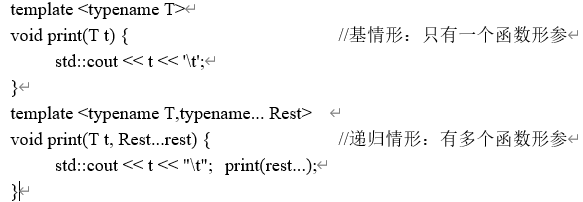 template <typename T>↵
void print(T t) { //基情形：只有一个函数形参↵
std::cout << t << '\t';↵
}↵
template <typename T,typename... Rest> ↵
void print(T t, Rest...rest) { //递归情形：有多个函数形参↵
std::cout << t << "\t"; print(rest...);↵
}↵